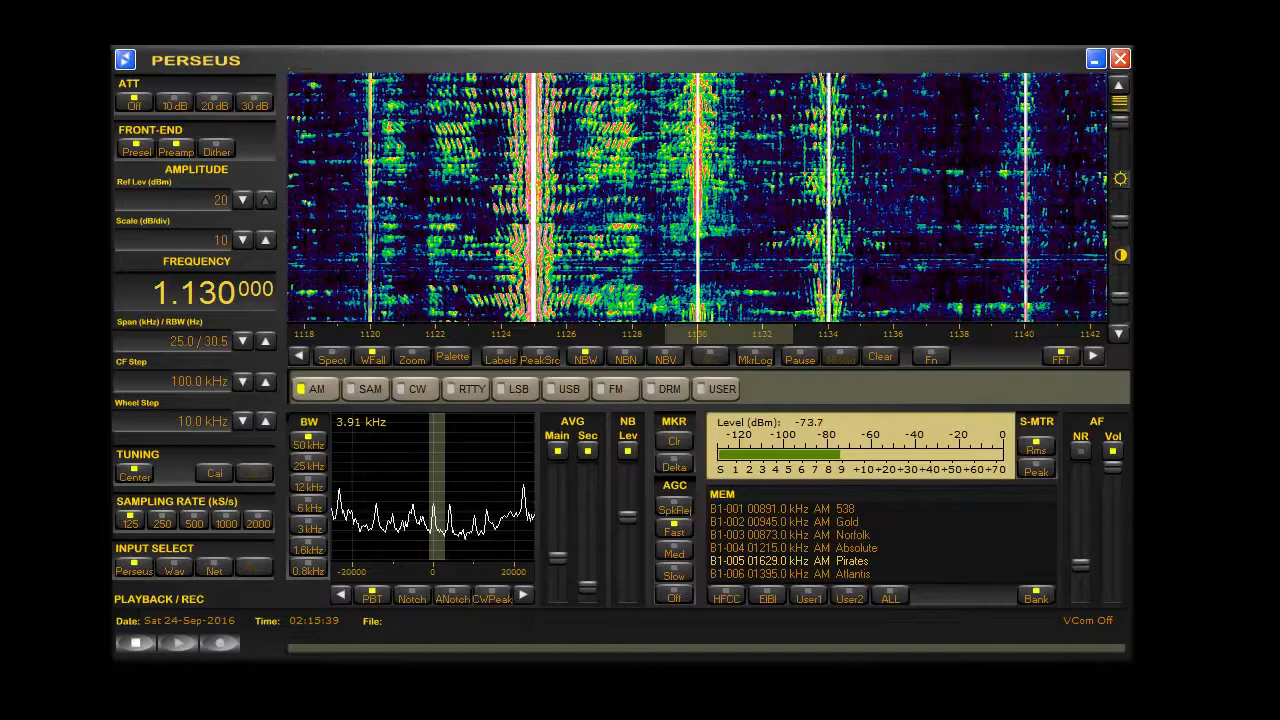 PERSEUS
ATT
Off 10 dB 20 dB 30 dB
FRONT-END
Presel Preamp Dither
AMPLITUDE
Ref Lev (dBm)
20
Scale (dB/div)
10
FREQUENCY
1.130000
Span (kHz) / RBW (Hz)
25.0 / 30.5
CF Step
100.0 kHz
Wheel Step
10.0 kHz
TUNING
Center Cal
SAMPLING RATE (kS/s)
125 250 500 1000 2000
INPUT SELECT
Perseus Wav Net
PLAYBACK / REC
1118 1120 1122 1124 1126 1128 1130 1132 1134 1136 1138 1140 1142
Spect WFall Zoom Palette Labels PeakSrc NBW NBN NBV MkrLog Pause Clear Fn FFT
AM SAM CW RTTY LSB USB FM DRM USER
BW
50 kHz
25 kHz
12 kHz
6 kHz
3 kHz
1.6kHz
0.8kHz
3.91 kHz
-20000 0 20000
PBT Notch ANotch CWPeak
AVG
Main Sec
NB
Lev
MKR
Clr
Delta
AGC
SpkRej
Fast
Med
Slow
Off
Level (dBm): -73.7
-120 -100 -80 -60 -40 -20 0
S 1 2 3 4 5 6 7 8 9 +10+20+30+40+50+60+70
S-MTR
Rms
Peak
AF
NR Vol
MEM
B1-001 00891.0 kHz AM 538
B1-002 00945.0 kHz AM Gold
B1-003 00873.0 kHz AM Norfolk
B1-004 01215.0 kHz AM Absolute
B1-005 01629.0 kHz AM Pirates
B1-006 01395.0 kHz AM Atlantis
HFCC EIBI User1 User2 ALL Bank
Date: Sat 24-Sep-2016 Time: 02:15:39 File: VCom Off